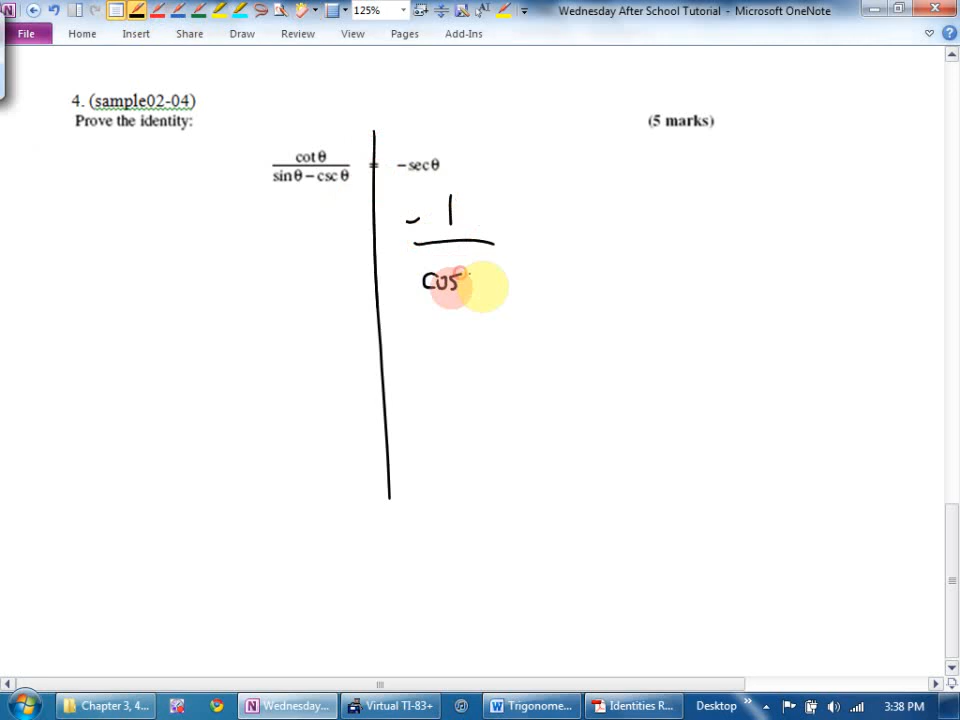 125%
Wednesday After School Tutorial - Microsoft OneNote
File Home Insert Share Draw Review View Pages Add-Ins
4. (sample02-04)
Prove the identity: (5 marks)
cotθ
sinθ – cscθ
= –secθ
- 1
cosθ
Chapter 3, 4... Wednesday... Virtual TI-83+ Trigonome... Identities R... Desktop 3:38 PM